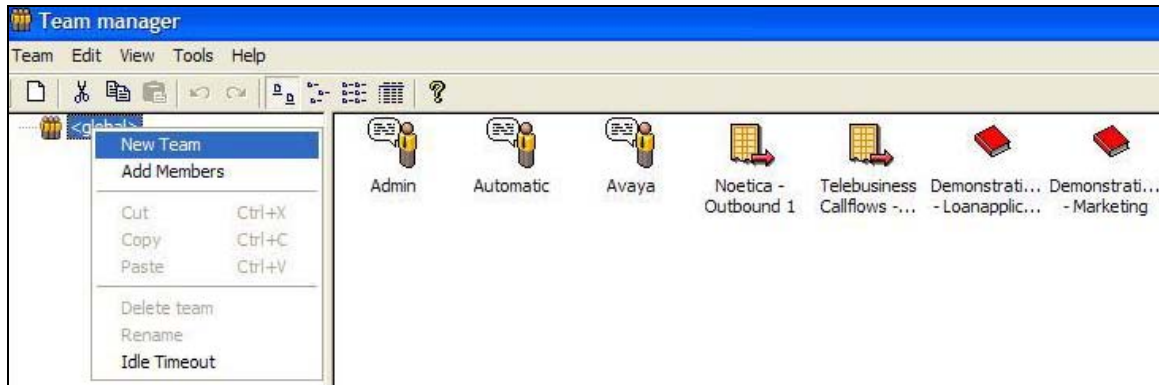 Team manager
Team Edit View Tools Help
<global>
New Team
Add Members
Cut Ctrl+X
Copy Ctrl+C
Paste Ctrl+V
Delete team
Rename
Idle Timeout
Admin Automatic Avaya Noetica - Telebusiness Demonstrati... Demonstrati...
Outbound 1 Callflows -... - Loanapplic... - Marketing